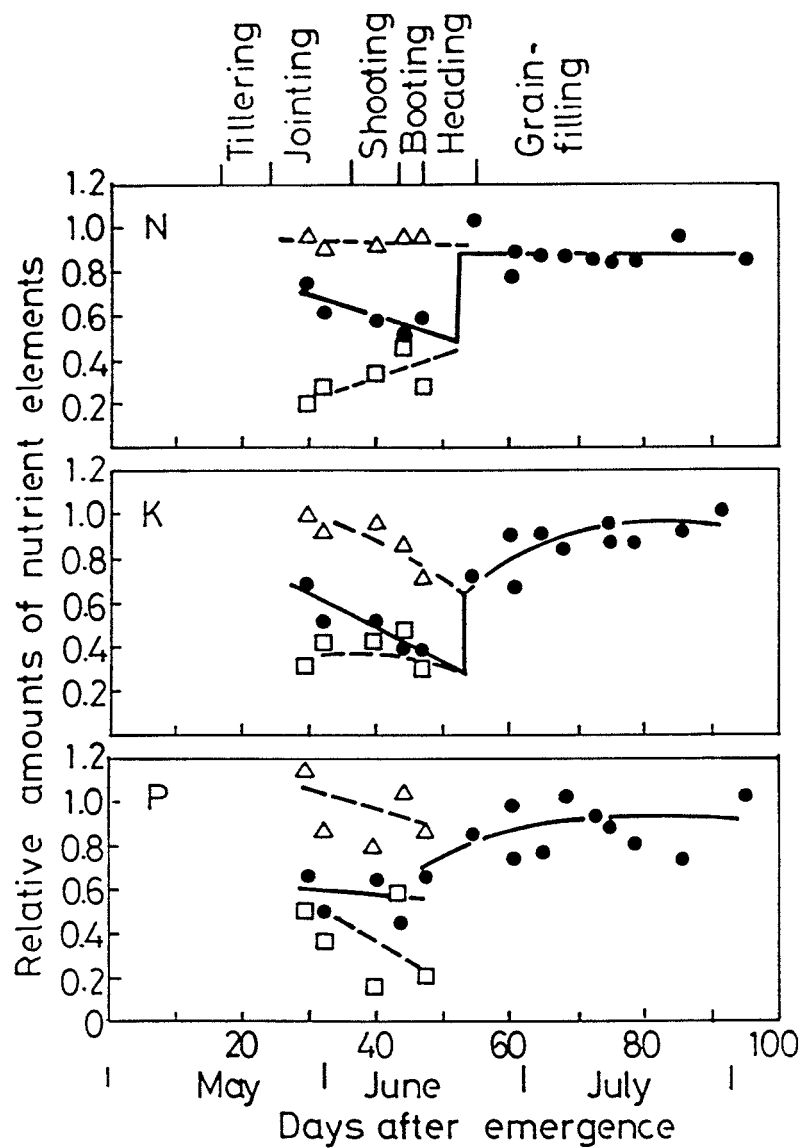 Tillering
Jointing
Shooting
Booting
Heading
Grain-
filling
Relative amounts of nutrient elements
1.2
N
1.0
0.8
0.6
0.4
0.2
1.2
K
1.0
0.8
0.6
0.4
0.2
1.2
P
1.0
0.8
0.6
0.4
0.2
0
20 40 60 80 100
May June July
Days after emergence